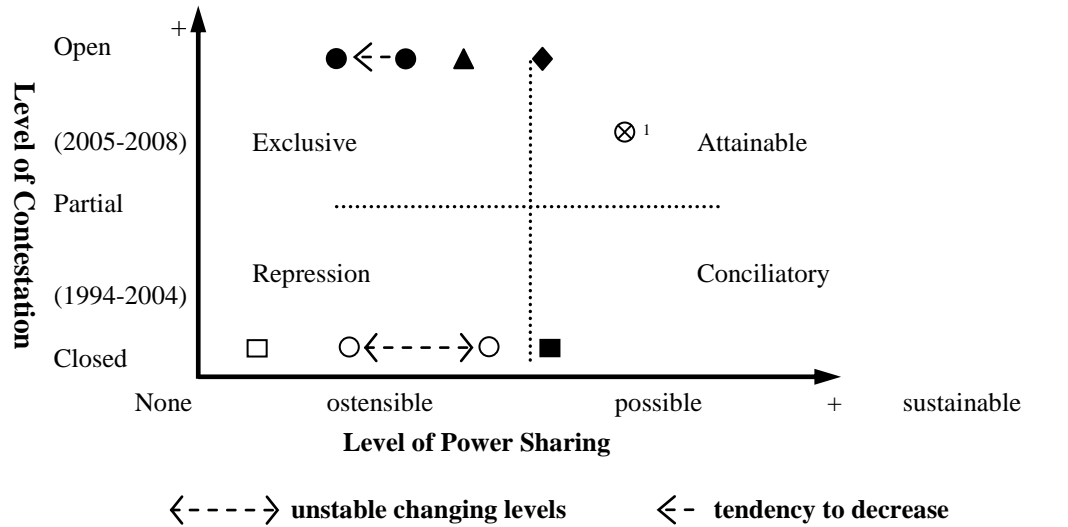 +
Open
(2005-2008) Exclusive 1 Attainable
Level of Contestation
Partial
Repression Conciliatory
(1994-2004)
Closed
None ostensible possible + sustainable
Level of Power Sharing
unstable changing levels tendency to decrease